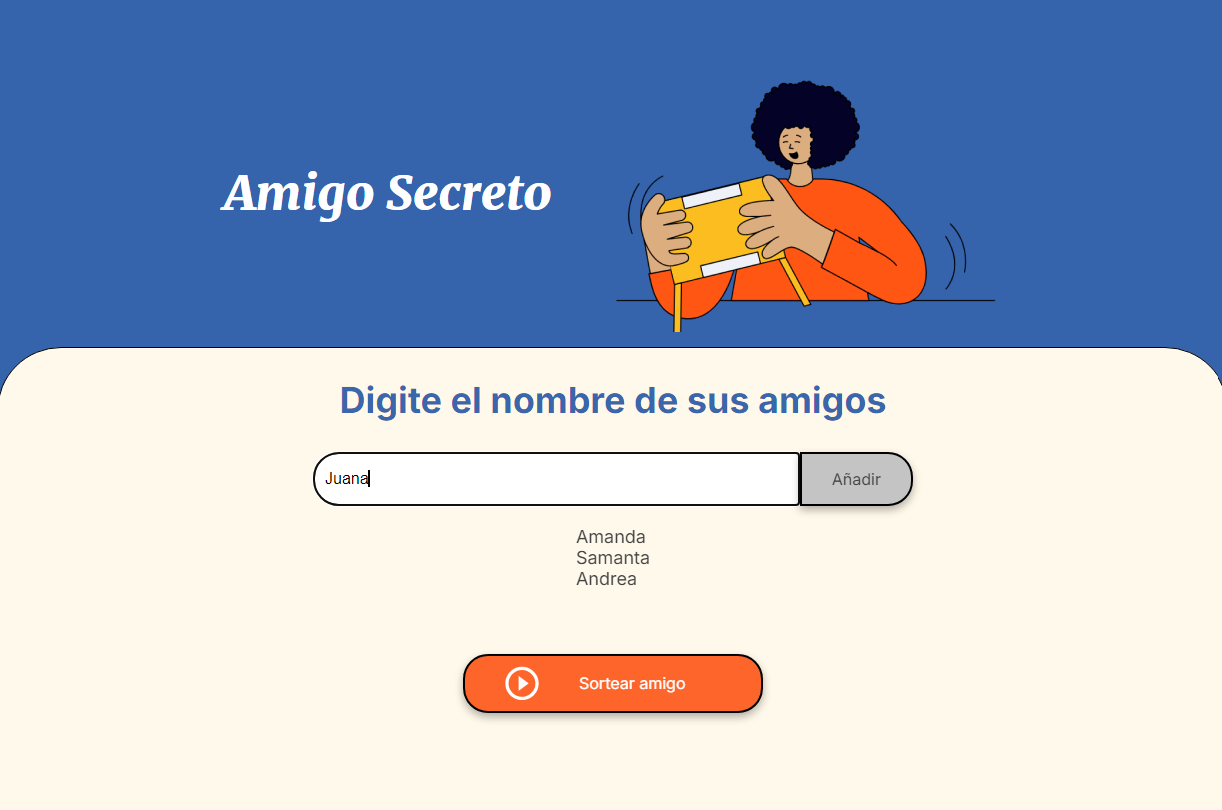 Amigo Secreto
Digite el nombre de sus amigos
Juana
Añadir
Amanda
Samanta
Andrea
Sortear amigo